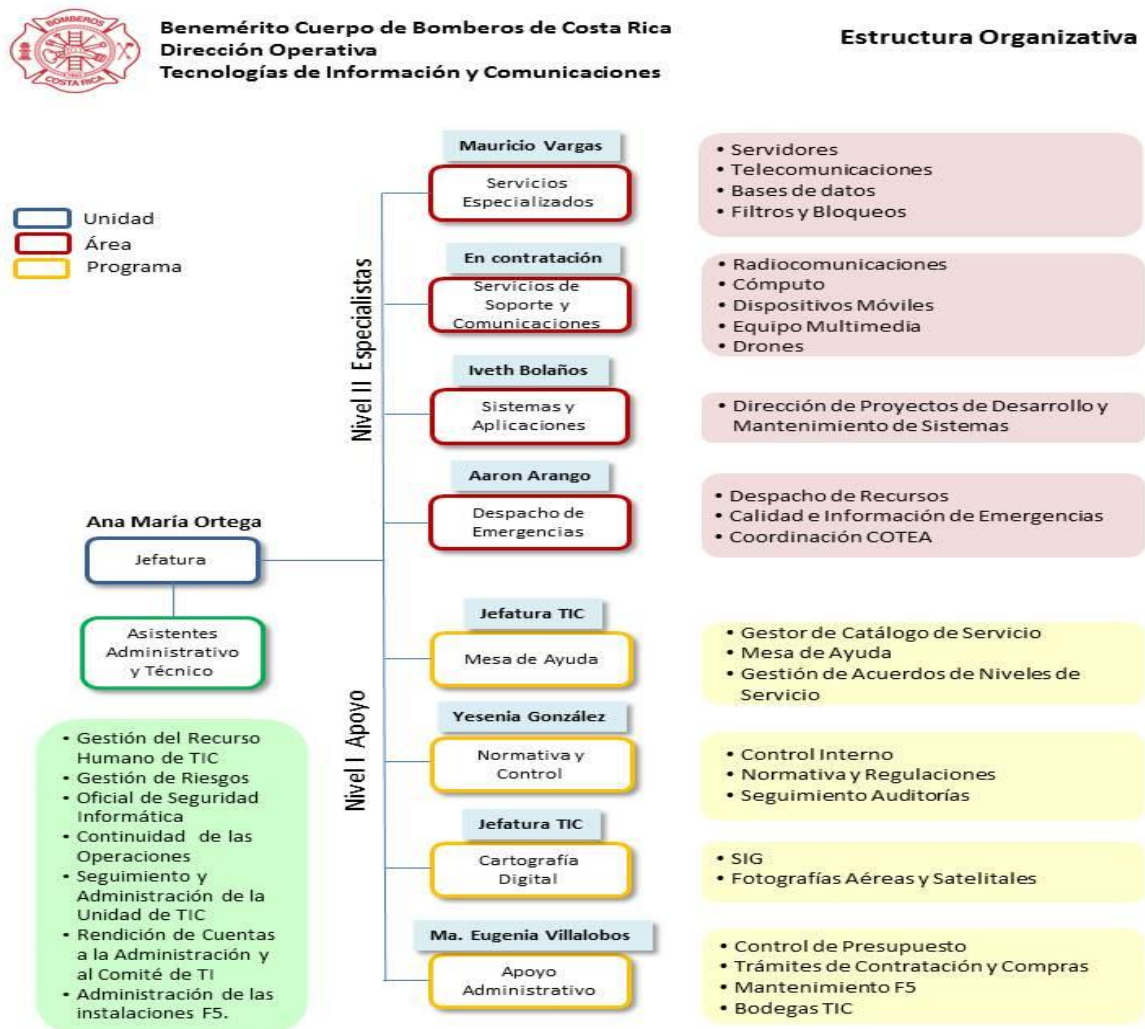 BOMBEROS
COSTA RICA
Benemérito Cuerpo de Bomberos de Costa Rica
Dirección Operativa
Tecnologías de Información y Comunicaciones
Estructura Organizativa
Unidad
Área
Programa
Nivel II Especialistas
Mauricio Vargas
Servicios
Especializados
• Servidores
• Telecomunicaciones
• Bases de datos
• Filtros y Bloqueos
En contratación
Servicios de
Soporte y
Comunicaciones
• Radiocomunicaciones
• Cómputo
• Dispositivos Móviles
• Equipo Multimedia
• Drones
Iveth Bolaños
Sistemas y
Aplicaciones
• Dirección de Proyectos de Desarrollo y
Mantenimiento de Sistemas
Aaron Arango
Despacho de
Emergencias
• Despacho de Recursos
• Calidad e Información de Emergencias
• Coordinación COTEA
Ana María Ortega
Jefatura
Asistentes
Administrativo
y Técnico
• Gestión del Recurso
Humano de TIC
• Gestión de Riesgos
• Oficial de Seguridad
Informática
• Continuidad de las
Operaciones
• Seguimiento y
Administración de la
Unidad de TIC
• Rendición de Cuentas
a la Administración y
al Comité de TI
• Administración de las
instalaciones F5.
Nivel I Apoyo
Jefatura TIC
Mesa de Ayuda
• Gestor de Catálogo de Servicio
• Mesa de Ayuda
• Gestión de Acuerdos de Niveles de
Servicio
Yesenia González
Normativa y
Control
• Control Interno
• Normativa y Regulaciones
• Seguimiento Auditorías
Jefatura TIC
Cartografía
Digital
• SIG
• Fotografías Aéreas y Satelitales
Ma. Eugenia Villalobos
Apoyo
Administrativo
• Control de Presupuesto
• Trámites de Contratación y Compras
• Mantenimiento F5
• Bodegas TIC